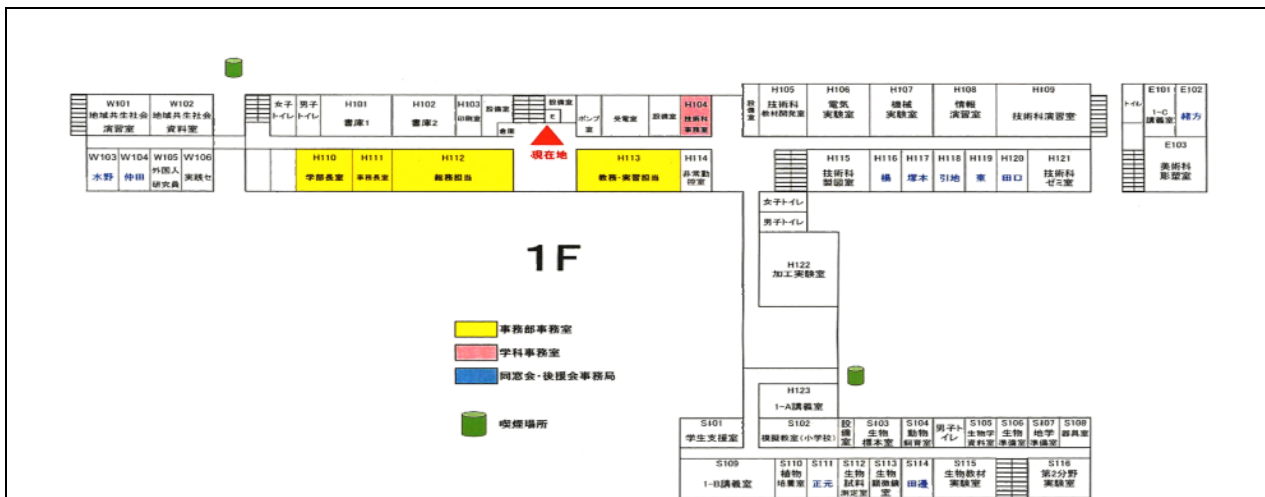 W101
地域共生社会
演習室
W102
地域共生社会
資料室
女子
トイレ
男子
トイレ
H101
書庫1
H102
書庫2
H103
印刷室
設備室
倉庫
設備室
E
ポンプ
室
受電室
設備室
H104
技術科
事務室
設備室
H105
技術科
教材開発室
H106
電気
実験室
H107
機械
実験室
H108
情報
演習室
H109
技術科演習室
トイレ
E101
1-C
講義室
E102
緒方
現在地
W103
水野
W104
仲田
W105
外国人
研究員
W106
実践セ
H110
学部長室
H111
事務長室
H112
総務担当
H113
教務・実習担当
H114
非常勤
控室
H115
技術科
製図室
H116
楊
H117
塚本
H118
引地
H119
東
H120
田口
H121
技術科
ゼミ室
E103
美術科
彫塑室
女子トイレ
男子トイレ
1F
H122
加工実験室
事務部事務室
学科事務室
同窓会・後援会事務局
喫煙場所
H123
1-A講義室
S101
学生支援室
S102
模擬教室(小学校)
設備室
S103
生物
標本室
S104
動物
飼育室
男子ト
イレ
S105
生物学
資料室
S106
生物
準備室
S107
地学
準備室
S108
器具室
S109
1-B講義室
S110
植物
培養室
S111
正元
S112
生物
試料
測定室
S113
生物
顕微鏡
室
S114
田邊
S115
生物教材
実験室
S116
第2分野
実験室